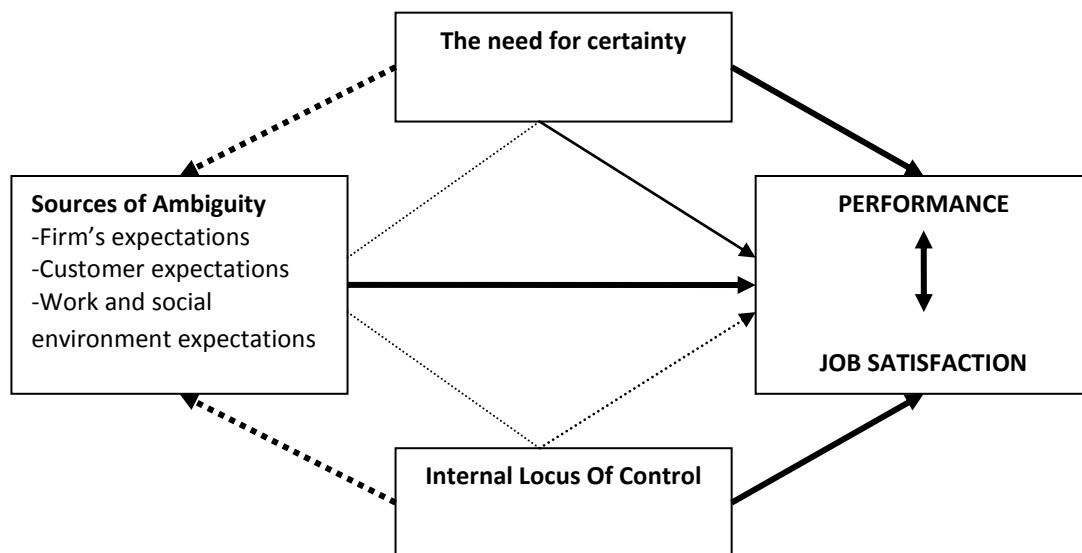 The need for certainty
Sources of Ambiguity
-Firm’s expectations
-Customer expectations
-Work and social
environment expectations
PERFORMANCE
JOB SATISFACTION
Internal Locus Of Control